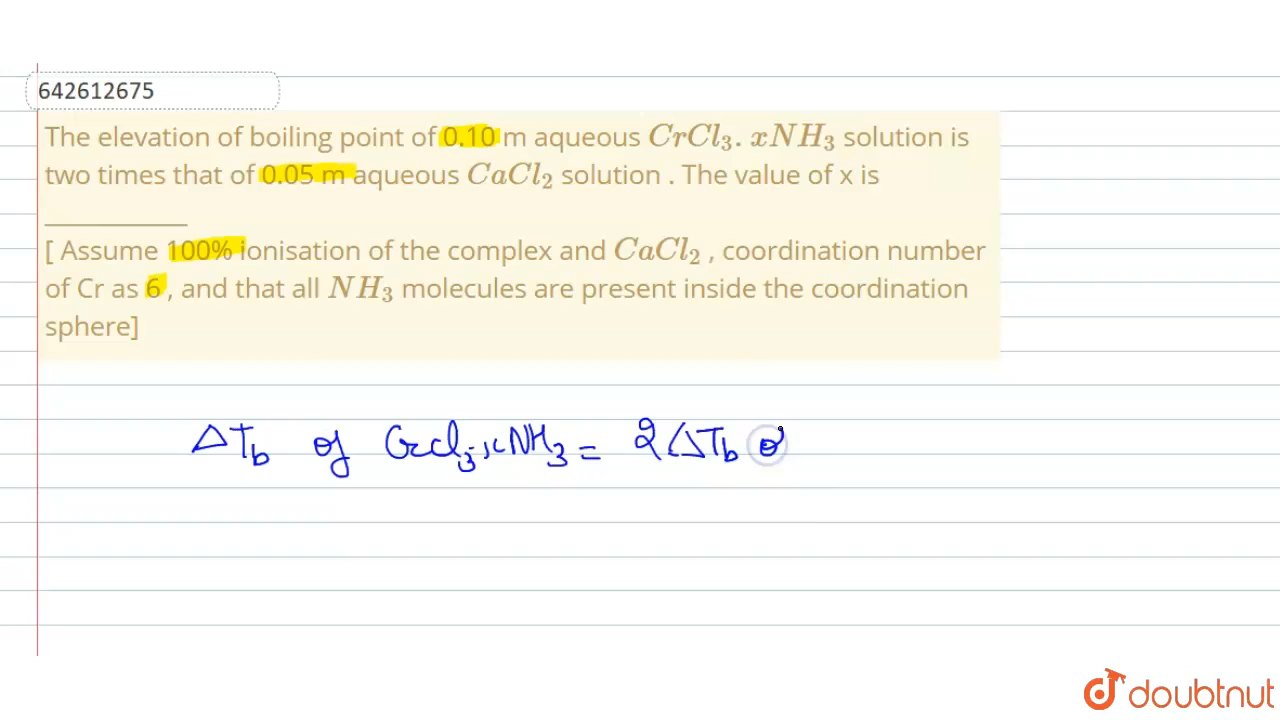 642612675
The elevation of boiling point of 0.10 m aqueous CrCl₃. xNH₃ solution is
two times that of 0.05 m aqueous CaCl₂ solution . The value of x is
___________
[ Assume 100% ionisation of the complex and CaCl₂ , coordination number
of Cr as 6 , and that all NH₃ molecules are present inside the coordination
sphere]
ΔT_b of CrCl₃.xNH₃ = 2(ΔT_b o
doubtnut